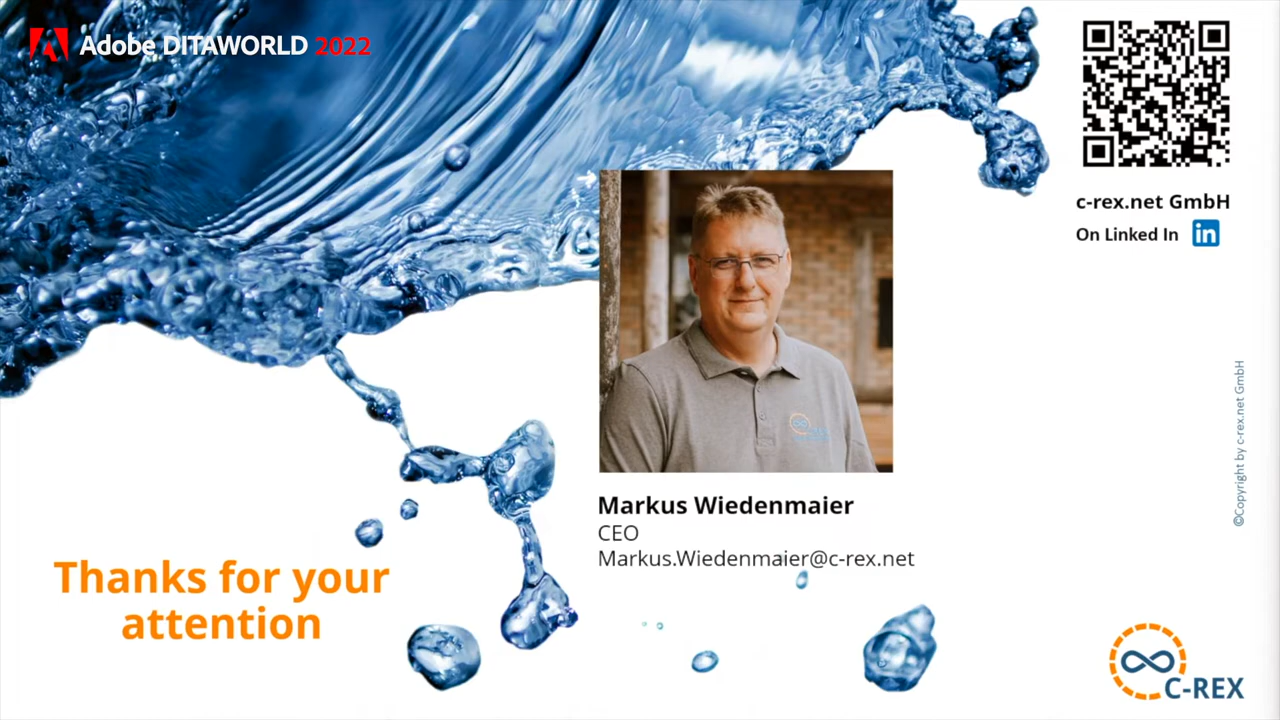 Adobe DITAWORLD 2022
c-rex.net GmbH
On Linked In in
©Copyright by c-rex.net GmbH
Markus Wiedenmaier
CEO
Markus.Wiedenmaier@c-rex.net
Thanks for your
attention
C-REX